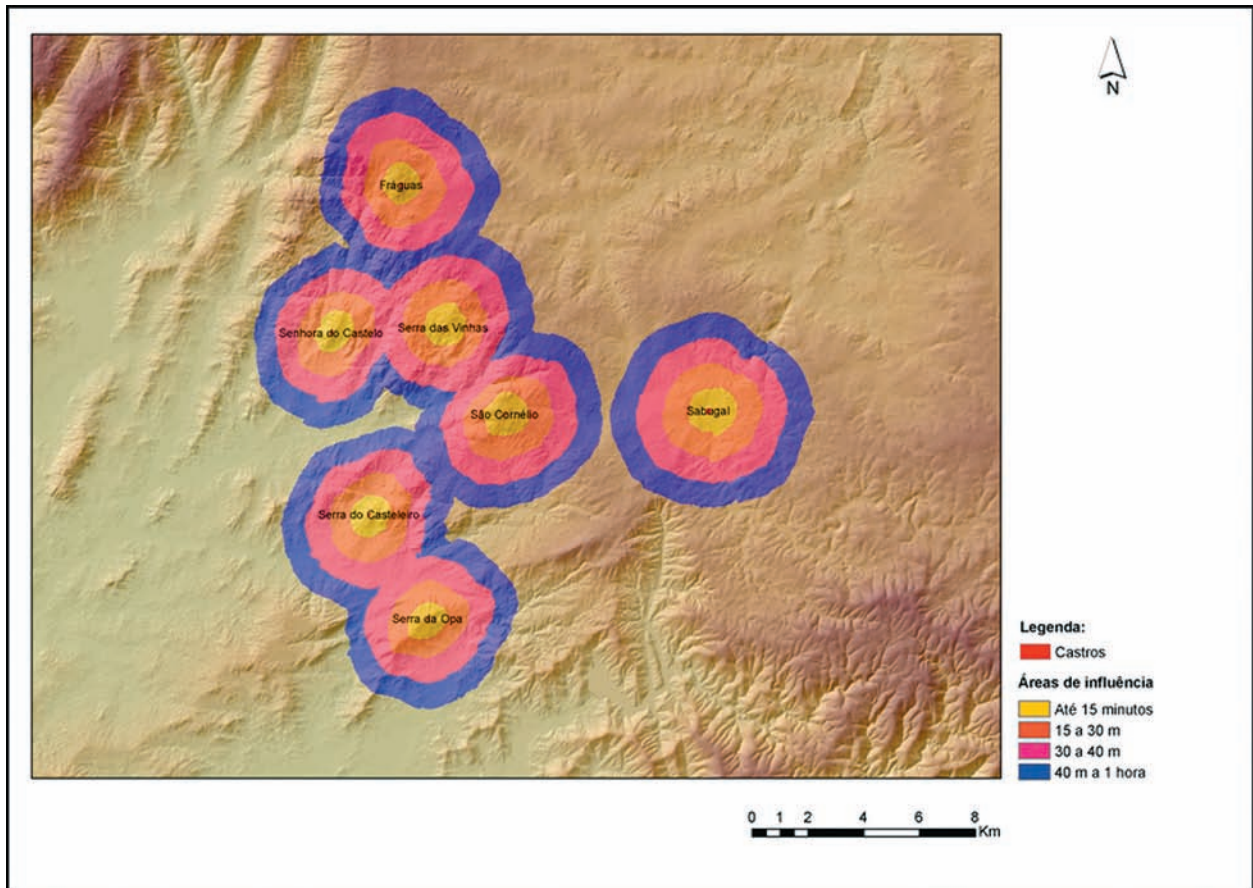 N
Fráguas
Senhora do Castelo
Serra das Vinhas
São Cornélio
Sabugal
Serra do Casteleiro
Serra da Opa
Legenda:
Castros
Áreas de influência
Até 15 minutos
15 a 30 m
30 a 40 m
40 m a 1 hora
0 1 2 4 6 8
Km